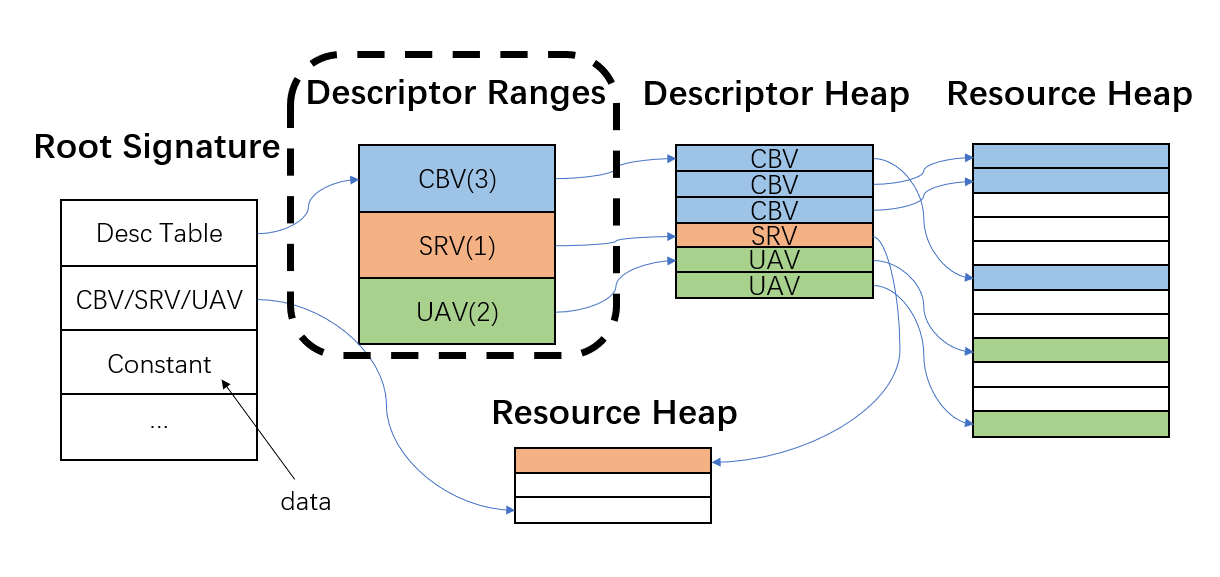 Root Signature
Desc Table
CBV/SRV/UAV
Constant
...
data
Descriptor Ranges
CBV(3)
SRV(1)
UAV(2)
Descriptor Heap
CBV
CBV
CBV
SRV
UAV
UAV
Resource Heap
Resource Heap